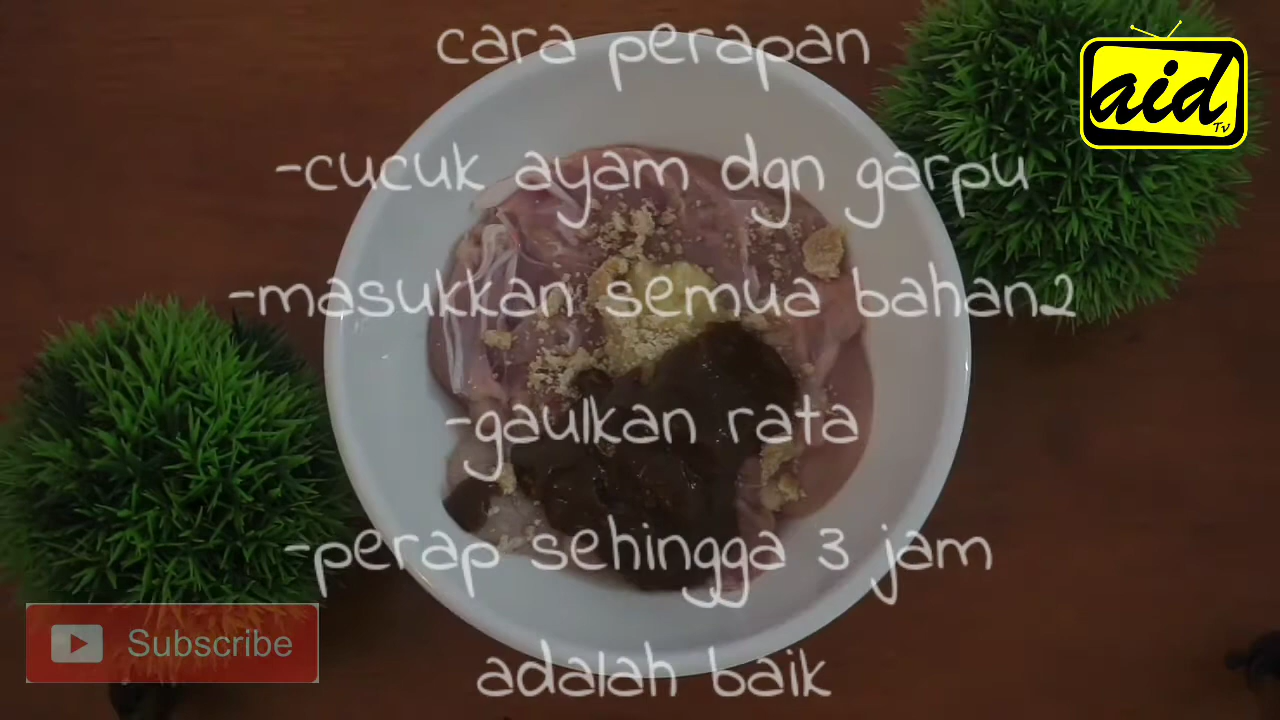 cara perapan
aid
Tv
-cucuk ayam dgn garpu
-masukkan semua bahan2
-gaulkan rata
-perap sehingga 3 jam
Subscribe
adalah baik